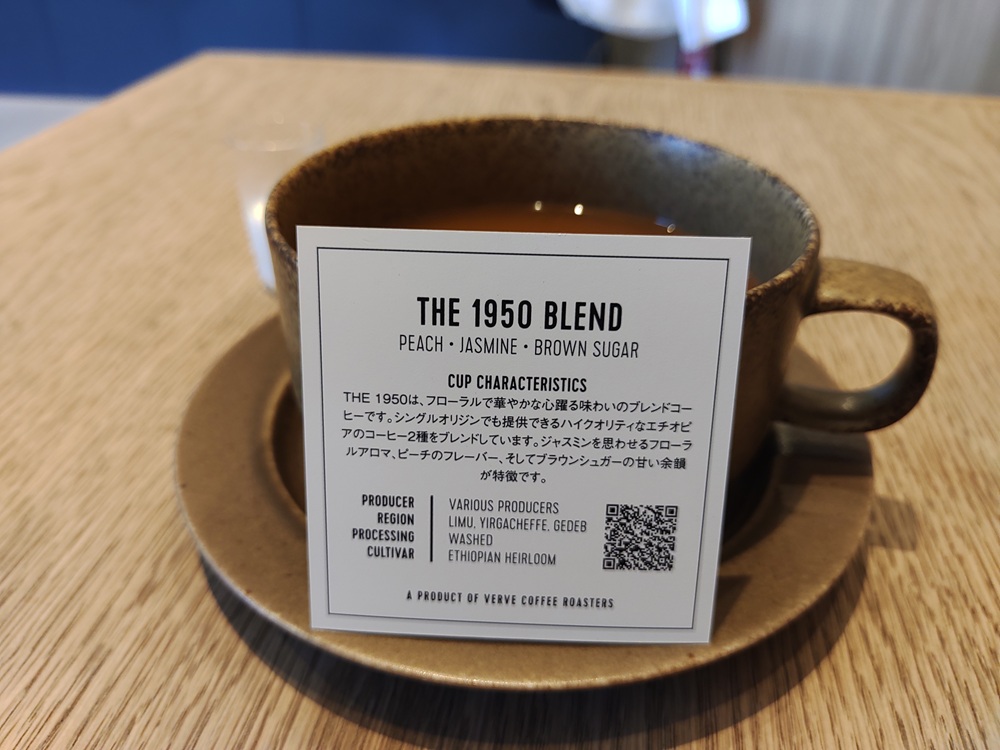 THE 1950 BLEND
PEACH • JASMINE • BROWN SUGAR
CUP CHARACTERISTICS
THE 1950は、フローラルで華やかな心躍る味わいのブレンドコー
ヒーです。シングルオリジンでも提供できるハイクオリティなエチオピ
アのコーヒー2種をブレンドしています。ジャスミンを思わせるフローラ
ルアロマ、ピーチのフレーバー、そしてブラウンシュガーの甘い余韻
が特徴です。
PRODUCER VARIOUS PRODUCERS
REGION LIMU, YIRGACHEFFE, GEDEB
PROCESSING WASHED
CULTIVAR ETHIOPIAN HEIRLOOM
A PRODUCT OF VERVE COFFEE ROASTERS